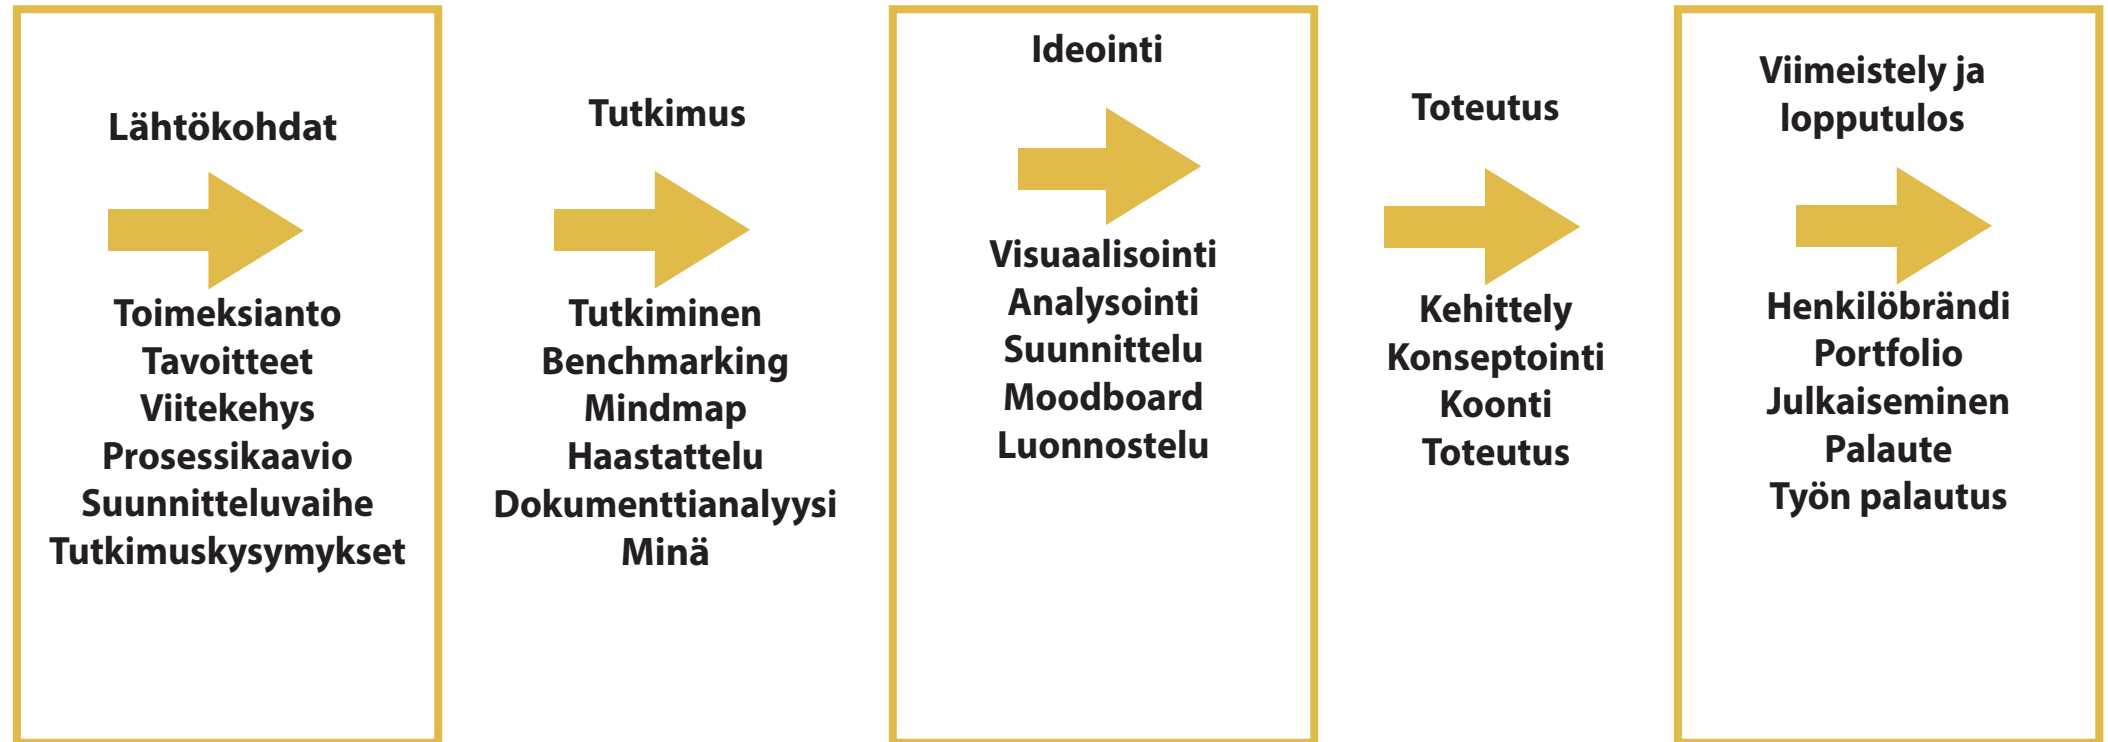 Lähtökohdat
Toimeksianto
Tavoitteet
Viitekehys
Prosessikaavio
Suunnitteluvaihe
Tutkimuskysymykset
Tutkimus
Tutkiminen
Benchmarking
Mindmap
Haastattelu
Dokumenttianalyysi
Minä
Ideointi
Visuaalisointi
Analysointi
Suunnittelu
Moodboard
Luonnostelu
Toteutus
Kehittely
Konseptointi
Koonti
Toteutus
Viimeistely ja
lopputulos
Henkilöbrändi
Portfolio
Julkaiseminen
Palaute
Työn palautus